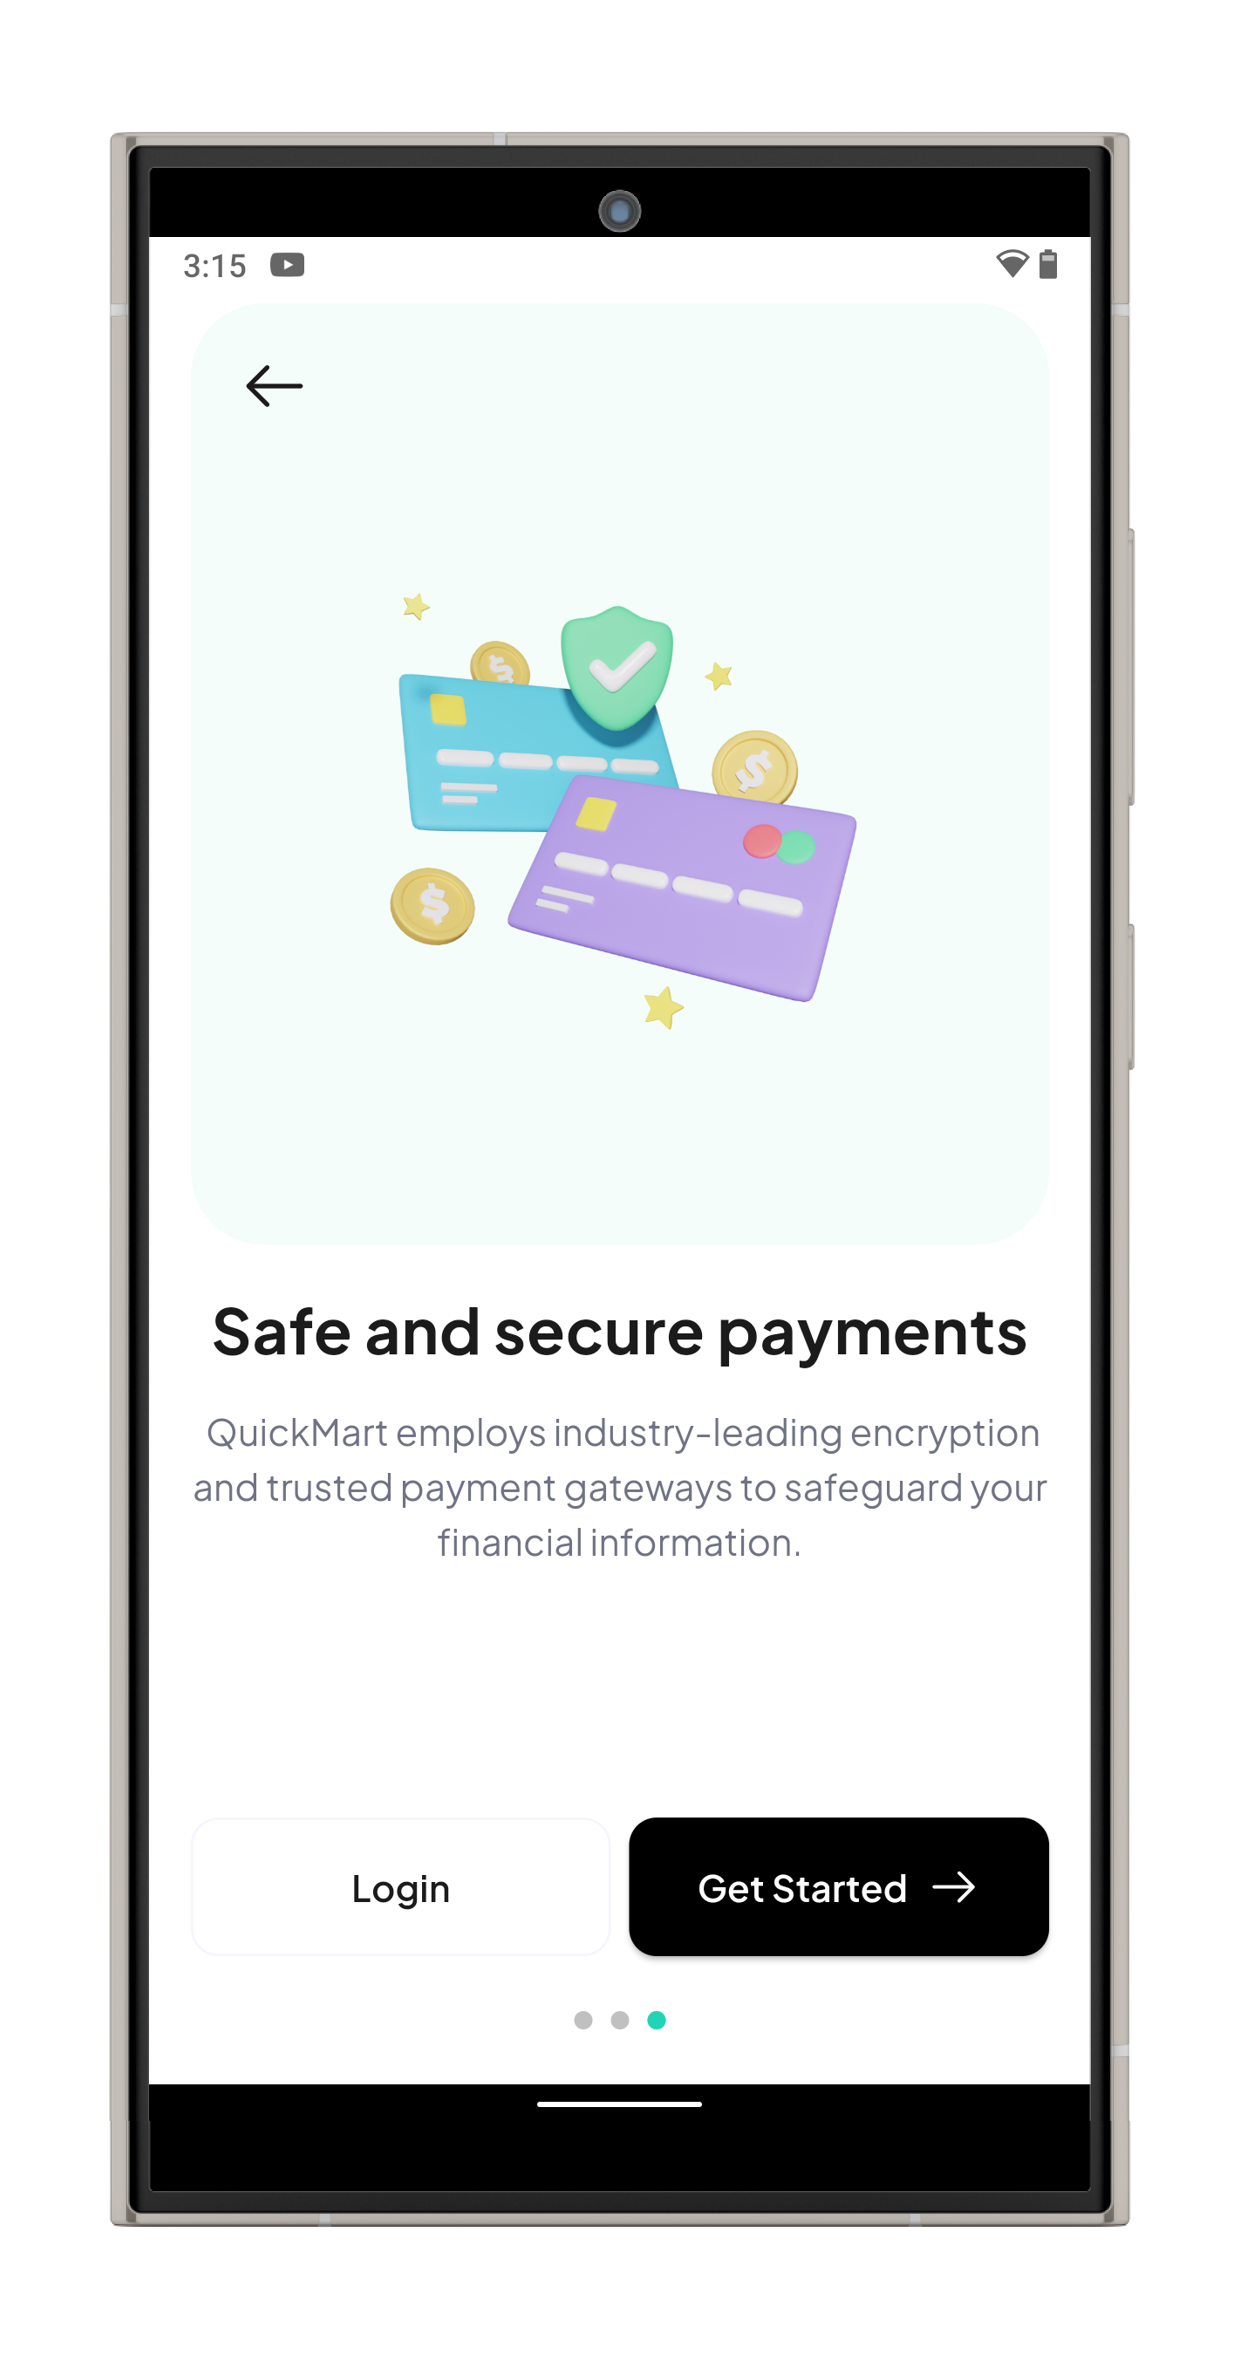 3:15
Safe and secure payments
QuickMart employs industry-leading encryption
and trusted payment gateways to safeguard your
financial information.
Login
Get Started